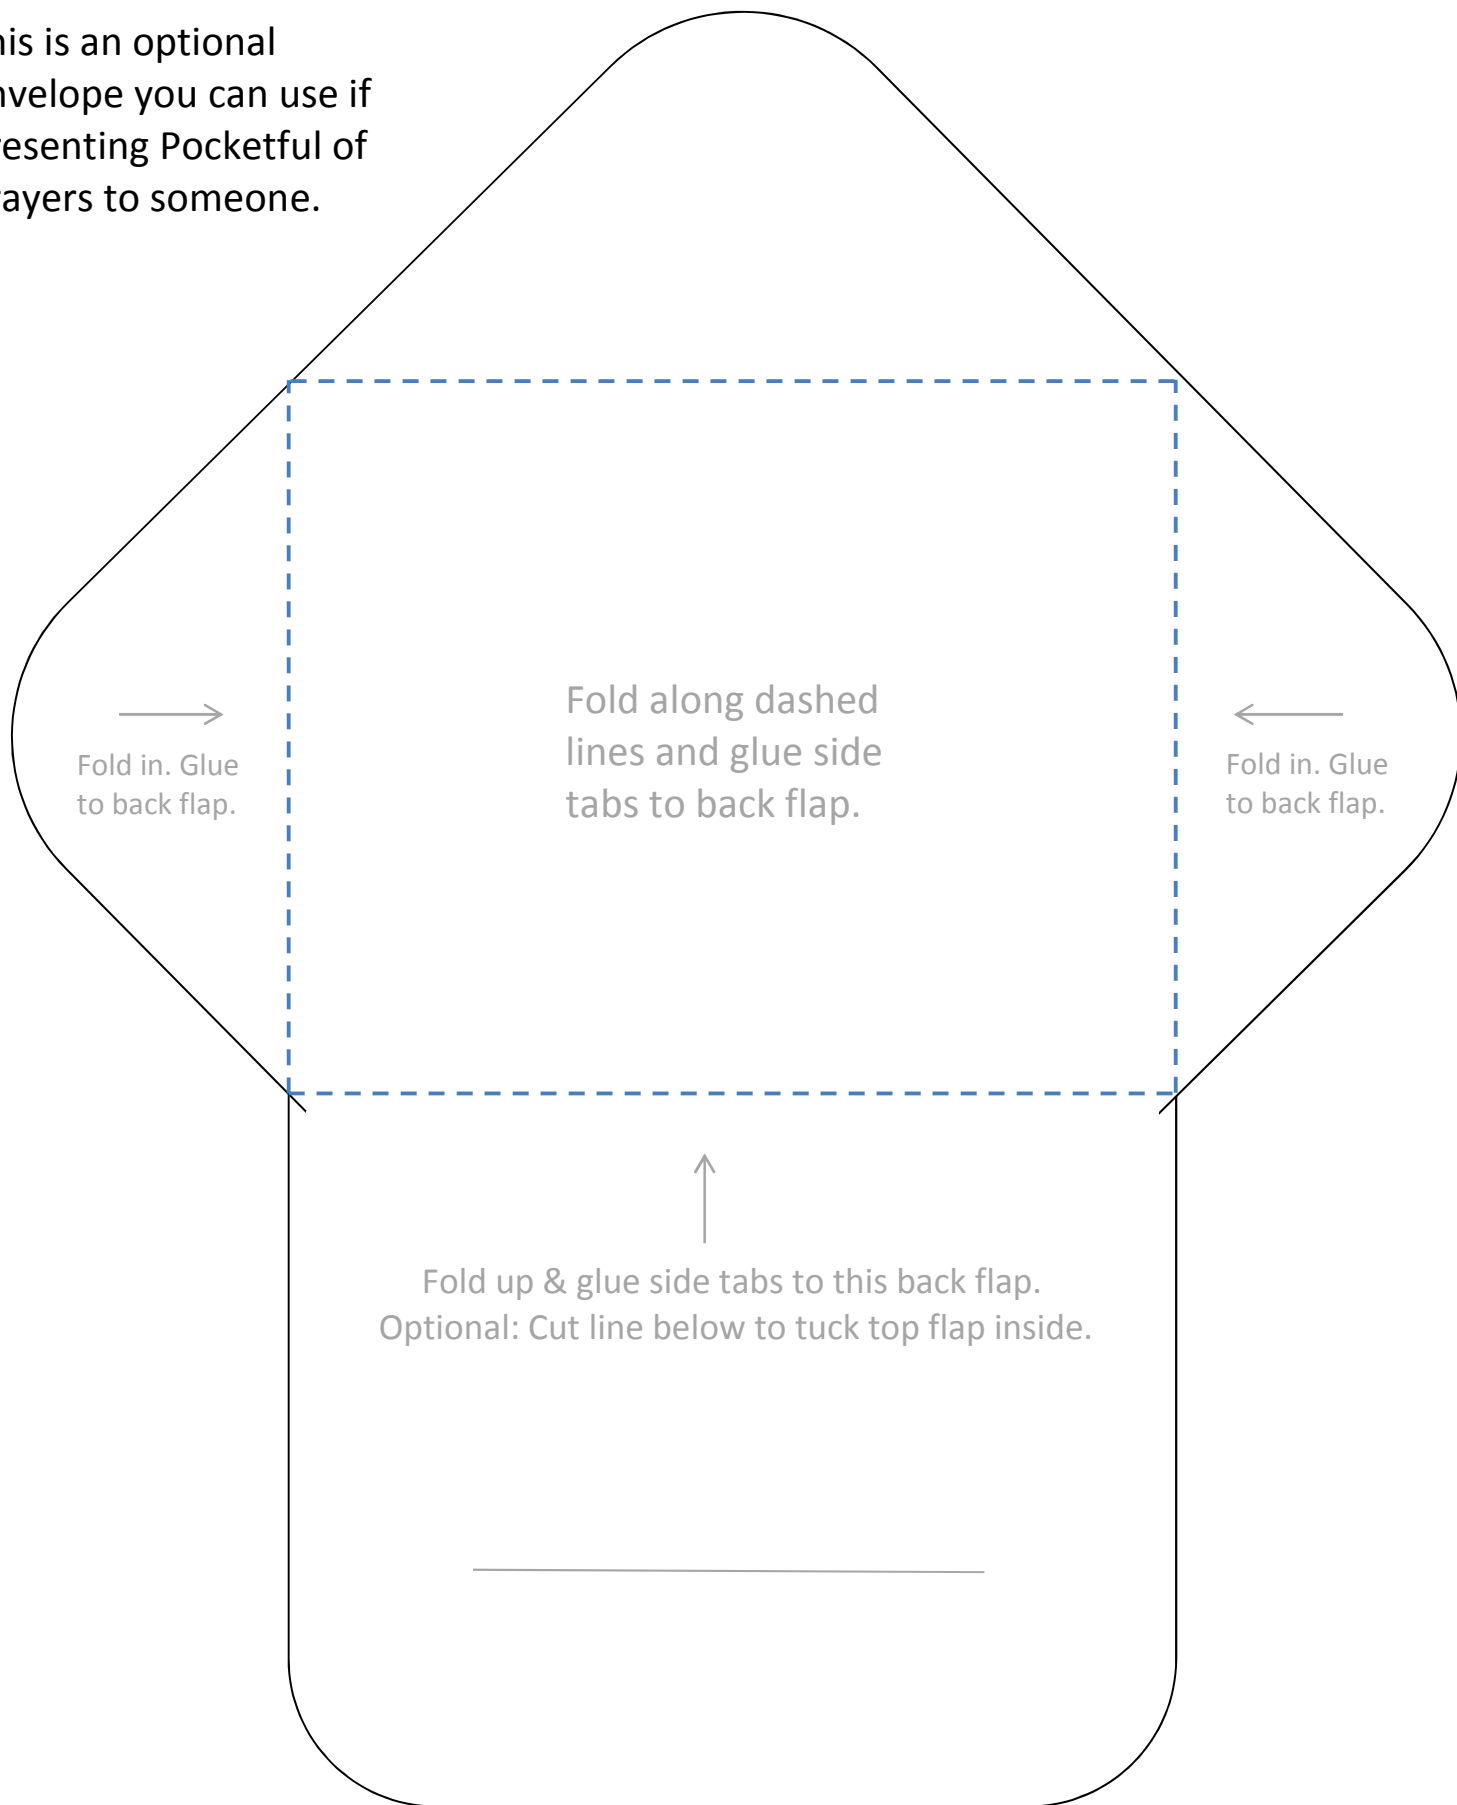 his is an optional
nvelope you can use if
resenting Pocketful of
rayers to someone.
Fold along dashed
lines and glue side
tabs to back flap.
Fold in. Glue
to back flap.
Fold in. Glue
to back flap.
Fold up & glue side tabs to this back flap.
Optional: Cut line below to tuck top flap inside.